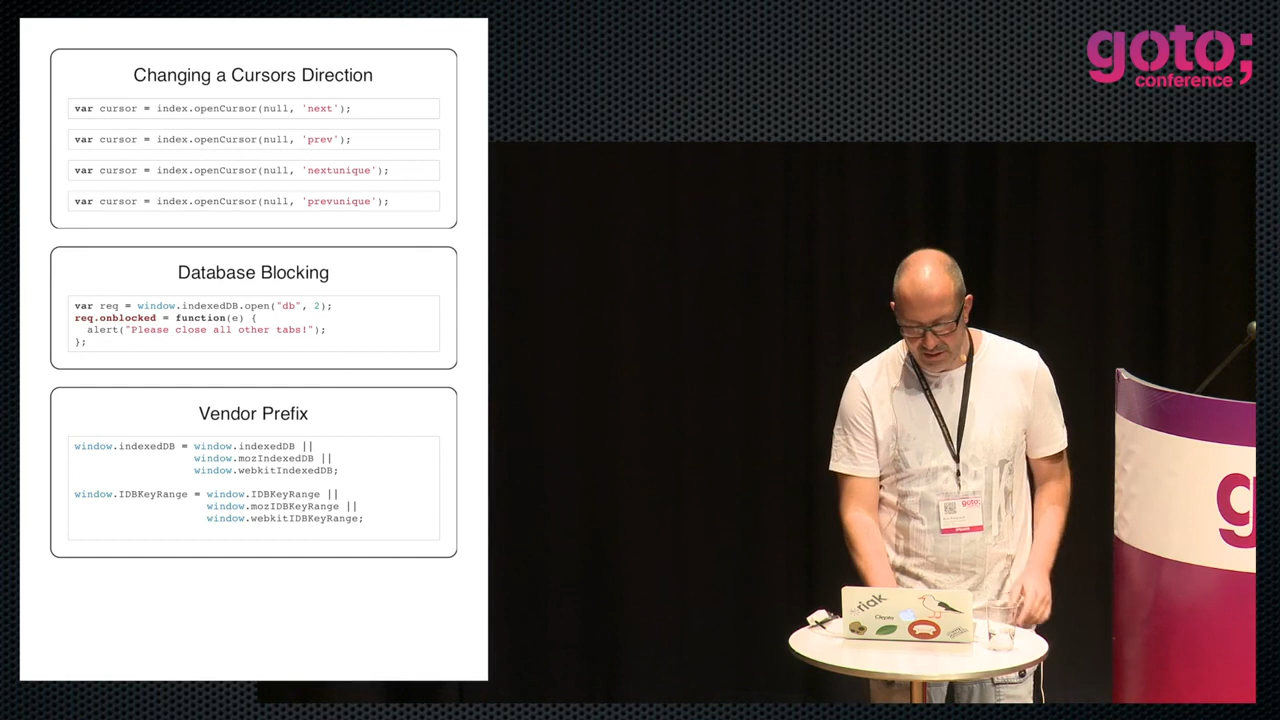 Changing a Cursors Direction
var cursor = index.openCursor(null, 'next');
var cursor = index.openCursor(null, 'prev');
var cursor = index.openCursor(null, 'nextunique');
var cursor = index.openCursor(null, 'prevunique');
Database Blocking
var req = window.indexedDB.open("db", 2);
req.onblocked = function(e) {
alert("Please close all other tabs!");
};
Vendor Prefix
window.indexedDB = window.indexedDB ||
window.mozIndexedDB ||
window.webkitIndexedDB;
window.IDBKeyRange = window.IDBKeyRange ||
window.mozIDBKeyRange ||
window.webkitIDBKeyRange;
goto;
conference
goto;
riak
g